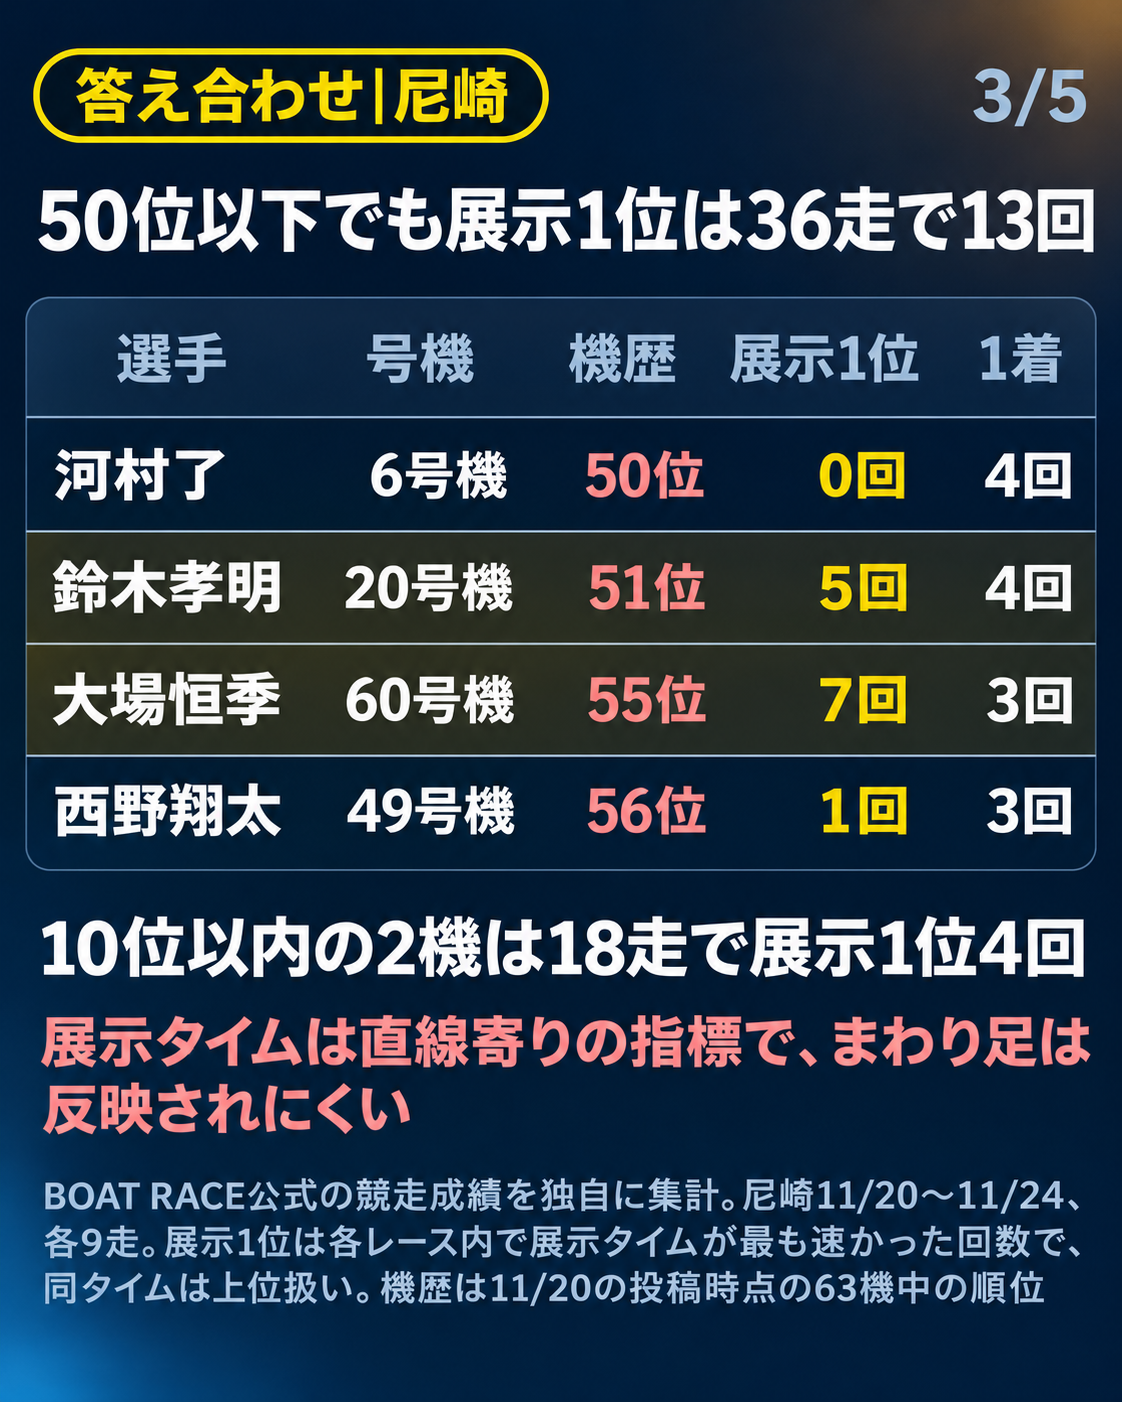 答え合わせ|尼崎
3/5
50位以下でも展示1位は36走で13回
選手 号機 機歴 展示1位 1着
河村了 6号機 50位 0回 4回
鈴木孝明 20号機 51位 5回 4回
大場恒季 60号機 55位 7回 3回
西野翔太 49号機 56位 1回 3回
10位以内の2機は18走で展示1位4回
展示タイムは直線寄りの指標で、まわり足は
反映されにくい
BOAT RACE公式の競走成績を独自に集計。尼崎11/20〜11/24、
各9走。展示1位は各レース内で展示タイムが最も速かった回数で、
同タイムは上位扱い。機歴は11/20の投稿時点の63機中の順位